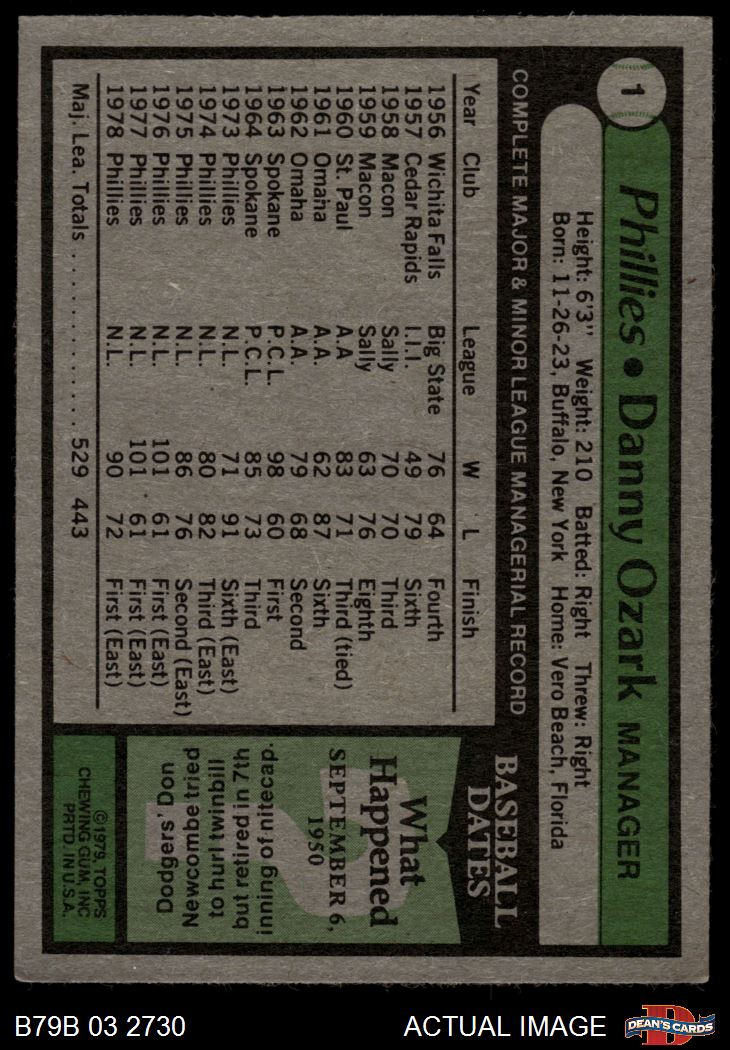 1
Phillies • Danny Ozark MANAGER
Height: 6'3" Weight: 210 Batted: Right Threw: Right
Born: 11-26-23, Buffalo, New York Home: Vero Beach, Florida
COMPLETE MAJOR & MINOR LEAGUE MANAGERIAL RECORD
Year Club League W L Finish
1956 Wichita Falls Big State 76 64 Fourth
1957 Cedar Rapids I.I.I. 49 79 Sixth
1958 Macon Sally 70 70 Third
1959 Macon Sally 63 76 Eighth
1960 St. Paul A.A 83 71 Third (tied)
1961 Omaha A.A. 62 87 Sixth
1962 Omaha A.A. 79 68 Second
1963 Spokane P.C.L. 98 60 First
1964 Spokane P.C.L. 85 73 Third
1973 Phillies N.L. 71 91 Sixth (East)
1974 Phillies N.L. 80 82 Third (East)
1975 Phillies N.L. 86 76 Second (East)
1976 Phillies N.L. 101 61 First (East)
1977 Phillies N.L. 101 61 First (East)
1978 Phillies N.L. 90 72 First (East)
Maj. Lea. Totals . . . . . . . . . . . . . . . . 529 443
BASEBALL
DATES
What
Happened
SEPTEMBER 6,
1950
?
Dodgers', Don
Newcombe tried
to hurl twinbill
but retired in 7th
inning of nitecap.
©1979, TOPPS
CHEWING GUM, INC
PRTD. IN U.S.A.
B79B 03 2730
ACTUAL IMAGE
D
DEAN'S CARDS